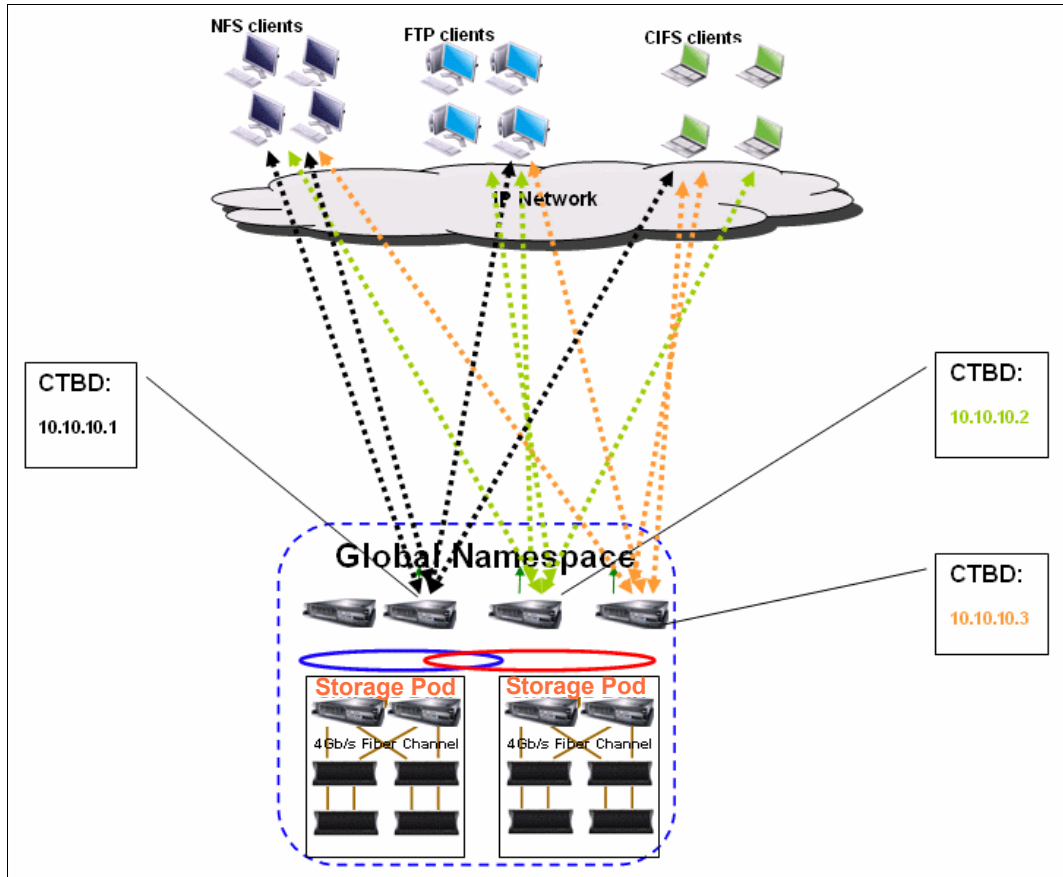 NFS clients
FTP clients
CIFS clients
IP Network
CTBD:
10.10.10.1
CTBD:
10.10.10.2
Global Namespace
CTBD:
10.10.10.3
Storage Pod
Storage Pod
4Gb/s Fiber Channel
4Gb/s Fiber Channel